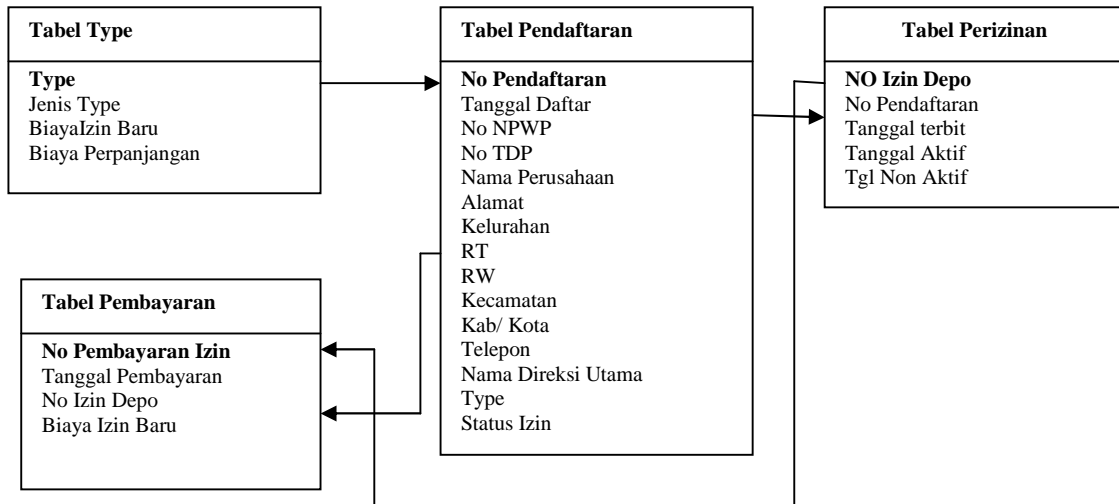 Tabel Type
Type
Jenis Type
BiayaIzin Baru
Biaya Perpanjangan
Tabel Pendaftaran
No Pendaftaran
Tanggal Daftar
No NPWP
No TDP
Nama Perusahaan
Alamat
Kelurahan
RT
RW
Kecamatan
Kab/ Kota
Telepon
Nama Direksi Utama
Type
Status Izin
Tabel Perizinan
NO Izin Depo
No Pendaftaran
Tanggal terbit
Tanggal Aktif
Tgl Non Aktif
Tabel Pembayaran
No Pembayaran Izin
Tanggal Pembayaran
No Izin Depo
Biaya Izin Baru